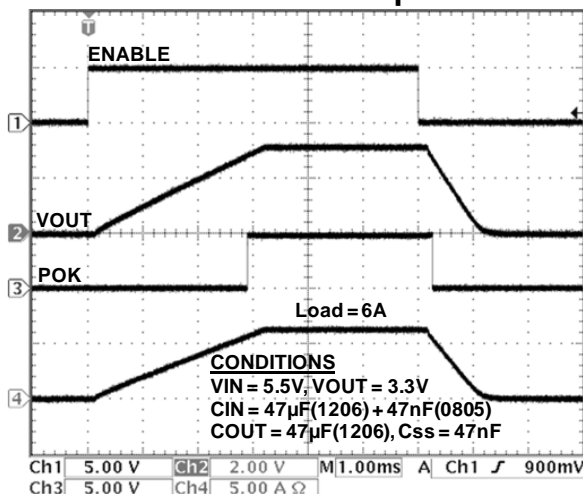 T
ENABLE
1
VOUT
2
POK
3
Load = 6A
CONDITIONS
VIN = 5.5V, VOUT = 3.3V
CIN = 47µF(1206) + 47nF(0805)
4
COUT = 47µF(1206), Css = 47nF
Ch1 5.00 V Ch2 2.00 V M 1.00ms A Ch1 900mV
Ch3 5.00 V Ch4 5.00 A Ω